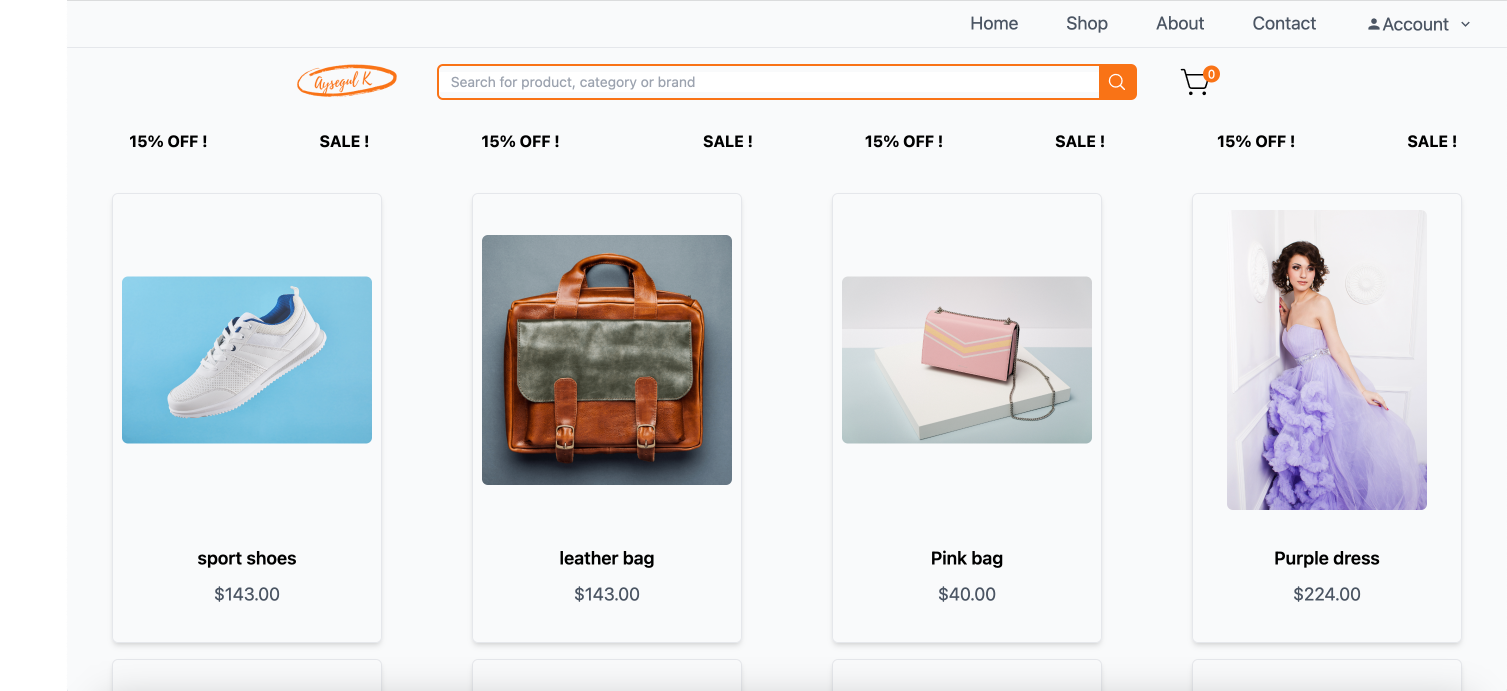 Home Shop About Contact Account
Aysegul K
Search for product, category or brand
0
15% OFF ! SALE ! 15% OFF ! SALE ! 15% OFF ! SALE ! 15% OFF ! SALE !
sport shoes
$143.00
leather bag
$143.00
Pink bag
$40.00
Purple dress
$224.00